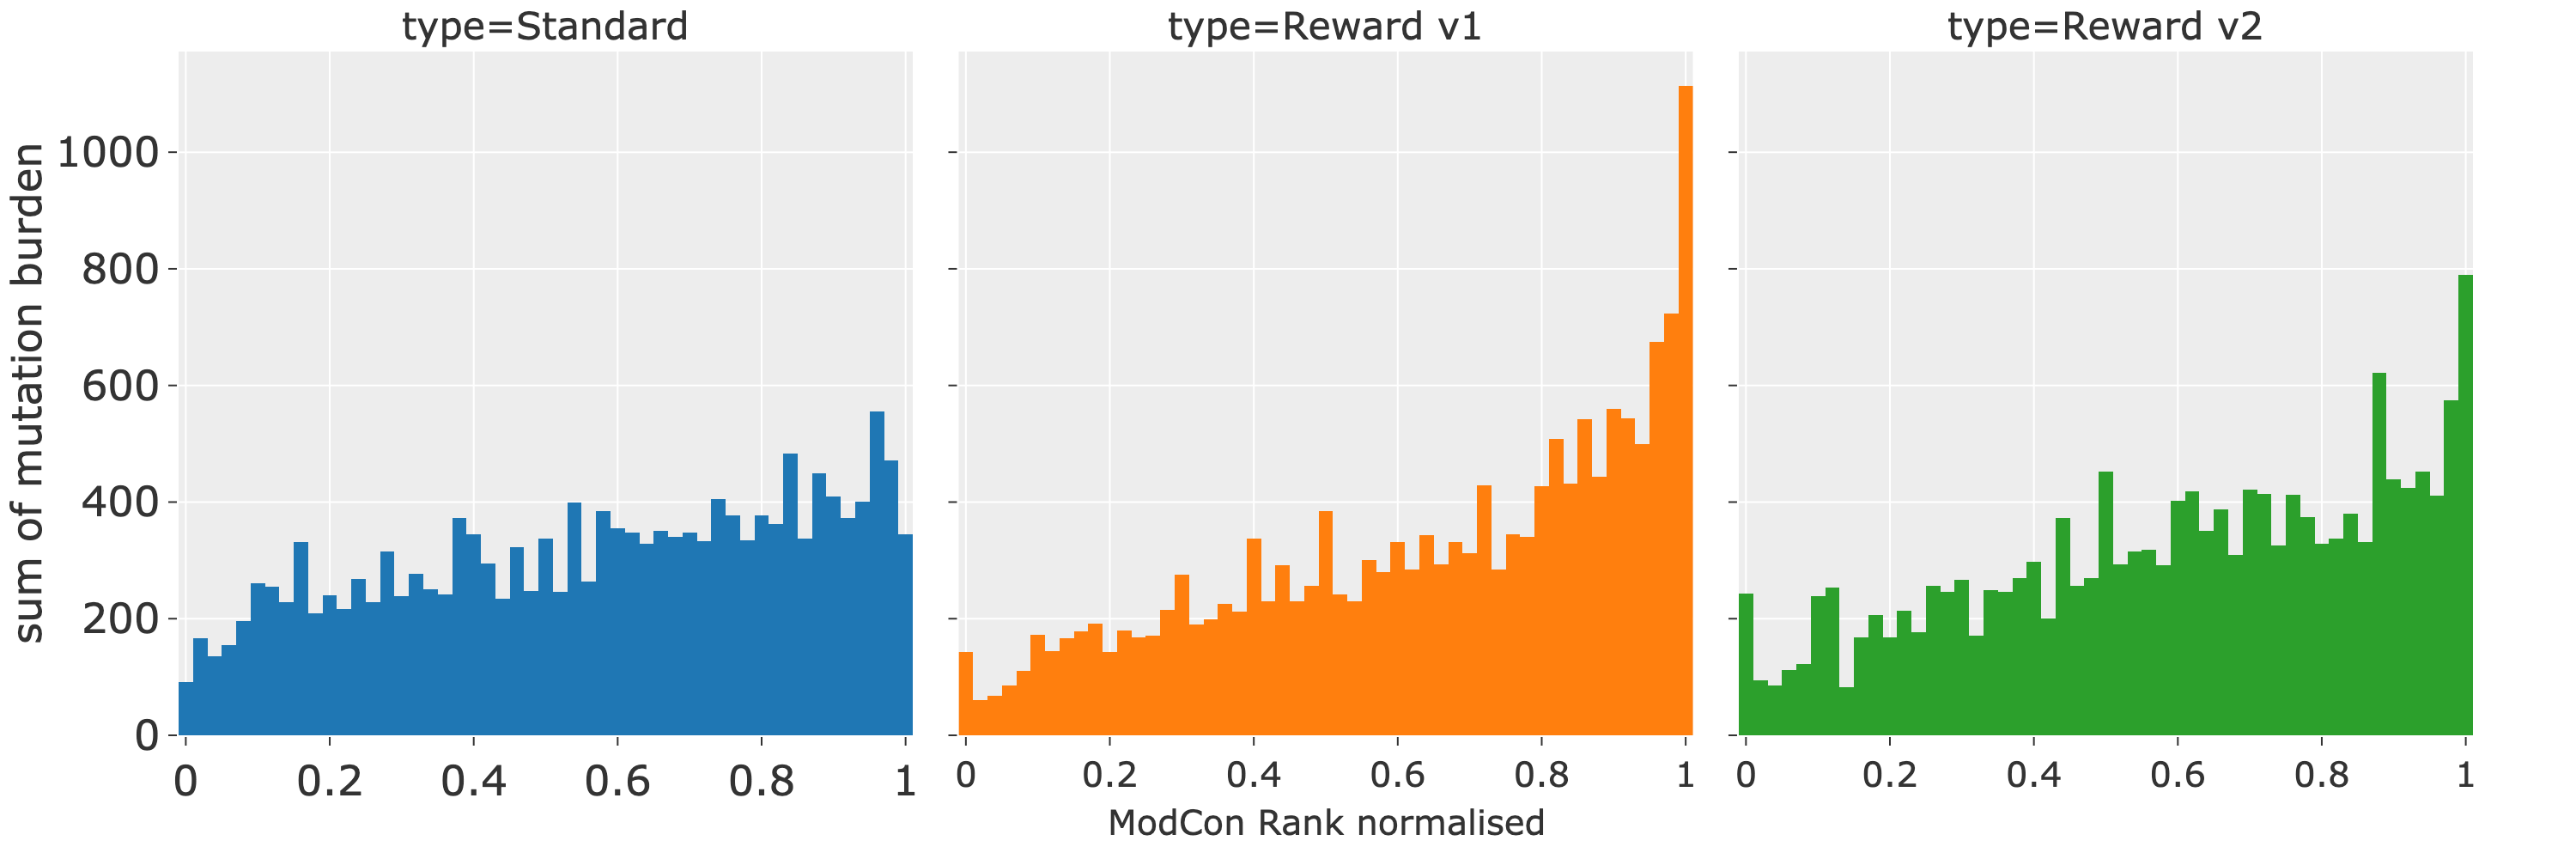 type=Standard
type=Reward v1
type=Reward v2
sum of mutation burden
1000
800
600
400
200
0
0 0.2 0.4 0.6 0.8 1
0 0.2 0.4 0.6 0.8 1
0 0.2 0.4 0.6 0.8 1
ModCon Rank normalised